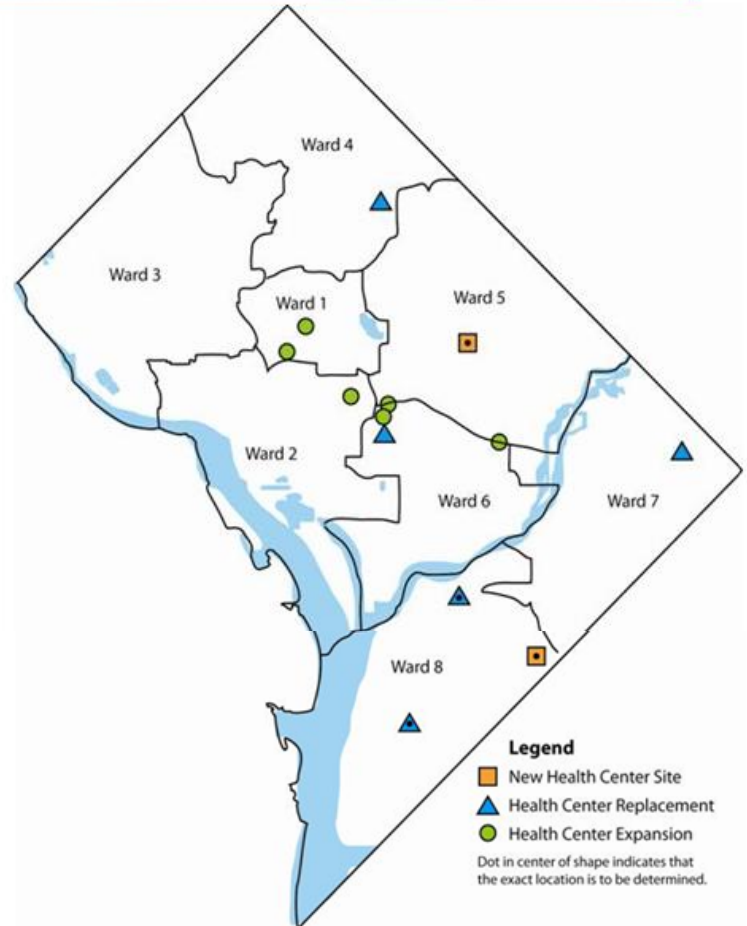 Ward 4
Ward 3
Ward 1
Ward 5
Ward 2
Ward 6
Ward 7
Ward 8
Legend
New Health Center Site
Health Center Replacement
Health Center Expansion
Dot in center of shape indicates that
the exact location is to be determined.